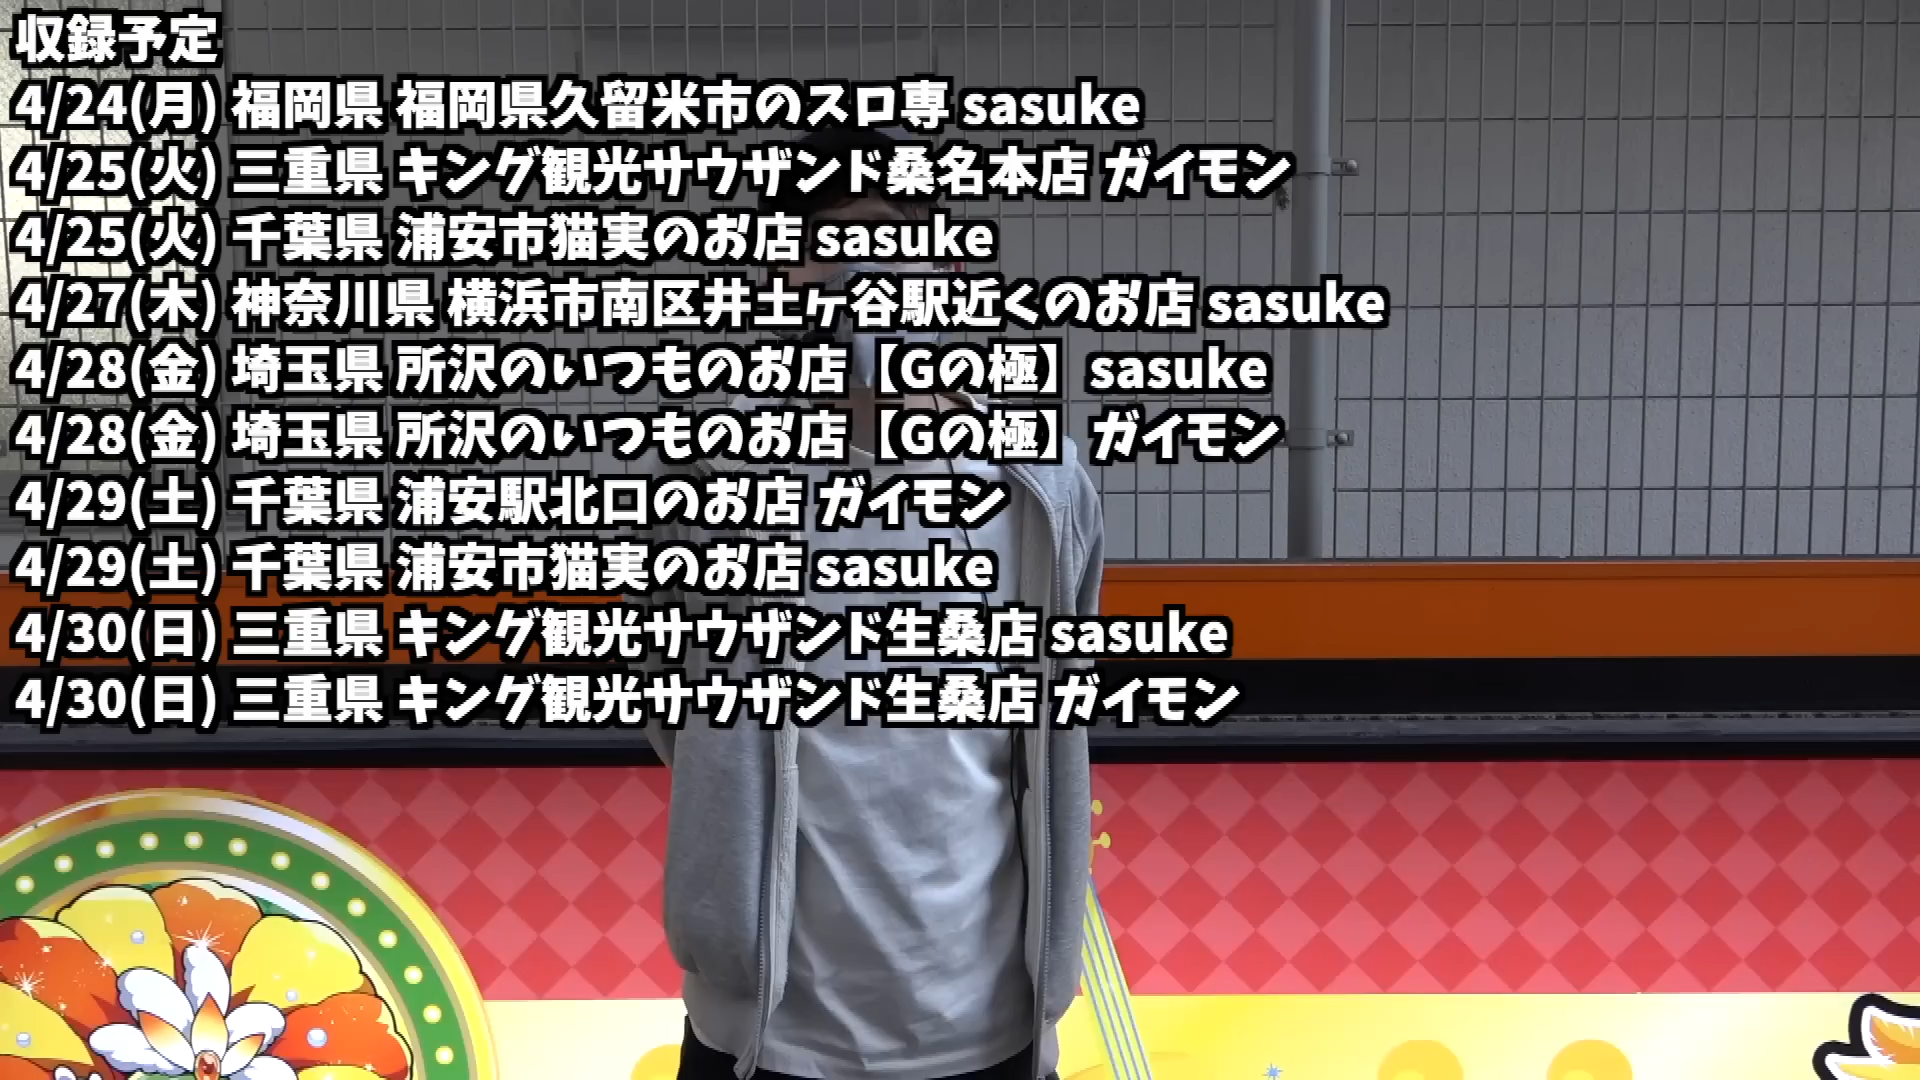 収録予定
4/24(月) 福岡県 福岡県久留米市のスロ専 sasuke
4/25(火) 三重県 キング観光サウザンド桑名本店 ガイモン
4/25(火) 千葉県 浦安市猫実のお店 sasuke
4/27(木) 神奈川県 横浜市南区井土ヶ谷駅近くのお店 sasuke
4/28(金) 埼玉県 所沢のいつものお店【Gの極】 sasuke
4/28(金) 埼玉県 所沢のいつものお店【Gの極】 ガイモン
4/29(土) 千葉県 浦安駅北口のお店 ガイモン
4/29(土) 千葉県 浦安市猫実のお店 sasuke
4/30(日) 三重県 キング観光サウザンド生桑店 sasuke
4/30(日) 三重県 キング観光サウザンド生桑店 ガイモン